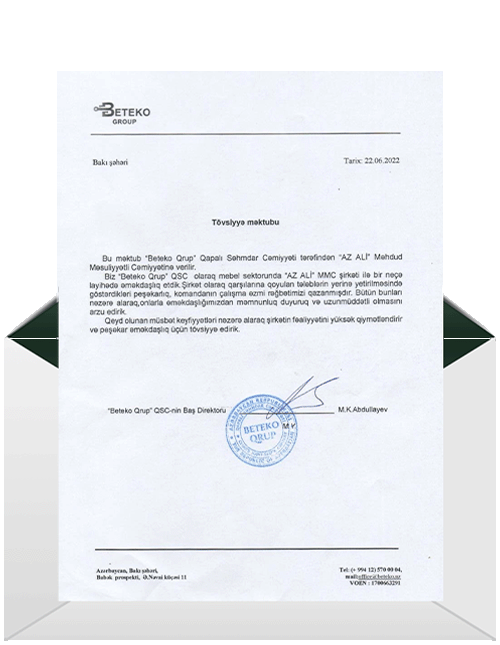 BETEKO
GROUP
Bakı şəhəri
Tarix: 22.06.2022
Tövsiyyə məktubu
Bu məktub "Beteko Qrup" Qapalı Səhmdar Cəmiyyəti tərəfindən "AZ ALİ" Məhdud
Məsuliyyətli Cəmiyyətinə verilir.
Biz "Beteko Qrup" QSC olaraq mebel sektorunda "AZ ALİ" MMC şirkəti ilə bir neçə
layihədə əməkdaşlıq etdik.Şirkət olaraq qarşılarına qoyulan tələblərin yerinə yetirilməsində
göstərdikləri peşəkarlıq, komandanın çalışma əzmi rəğbətimizi qazanmışdır. Bütün bunları
nəzərə alaraq,onlarla əməkdaşlığımızdan məmnunluq duyuruq və uzunmüddətli olmasını
arzu edirik.
Qeyd olunan müsbət keyfiyyətləri nəzərə alaraq şirkətin fəaliyyətini yüksək qiymətləndirir
və peşəkar əməkdaşlıq üçün tövsiyə edirik.
"Beteko Qrup" QSC-nin Baş Direktoru
M.K.Abdullayev
BETEKO
QRUP
Azərbaycan, Bakı şəhəri,
Babək prospekti, Ə.Nəvai küçəsi 11
Tel: (+ 994 12) 570 00 04,
mail:office@beteko.az
VOEN : 1700663291